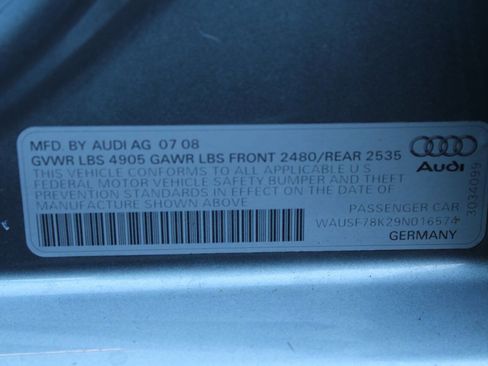 MFD. BY AUDI AG 07 08
GVWR LBS 4905 GAWR LBS FRONT 2480/REAR 2535
THIS VEHICLE CONFORMS TO ALL APPLICABLE U.S.
FEDERAL MOTOR VEHICLE SAFETY BUMPER AND THEFT
PREVENTION STANDARDS IN EFFECT ON THE DATE OF
MANUFACTURE SHOWN ABOVE
PASSENGER CAR
WAUSF78K29N016574
GERMANY
Audi
3034099